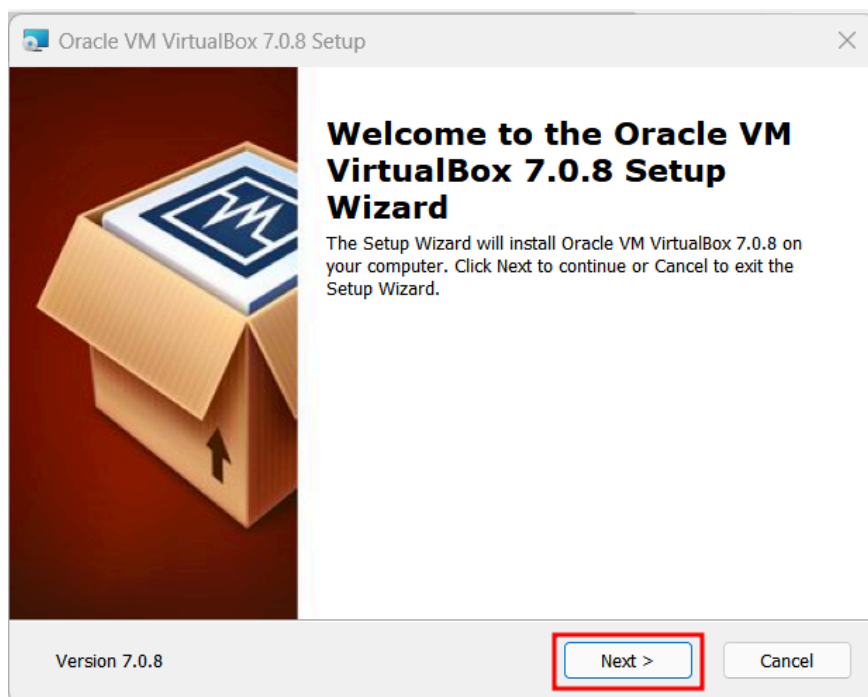 Oracle VM VirtualBox 7.0.8 Setup
Welcome to the Oracle VM
VirtualBox 7.0.8 Setup
Wizard
The Setup Wizard will install Oracle VM VirtualBox 7.0.8 on
your computer. Click Next to continue or Cancel to exit the
Setup Wizard.
Version 7.0.8
Next >
Cancel